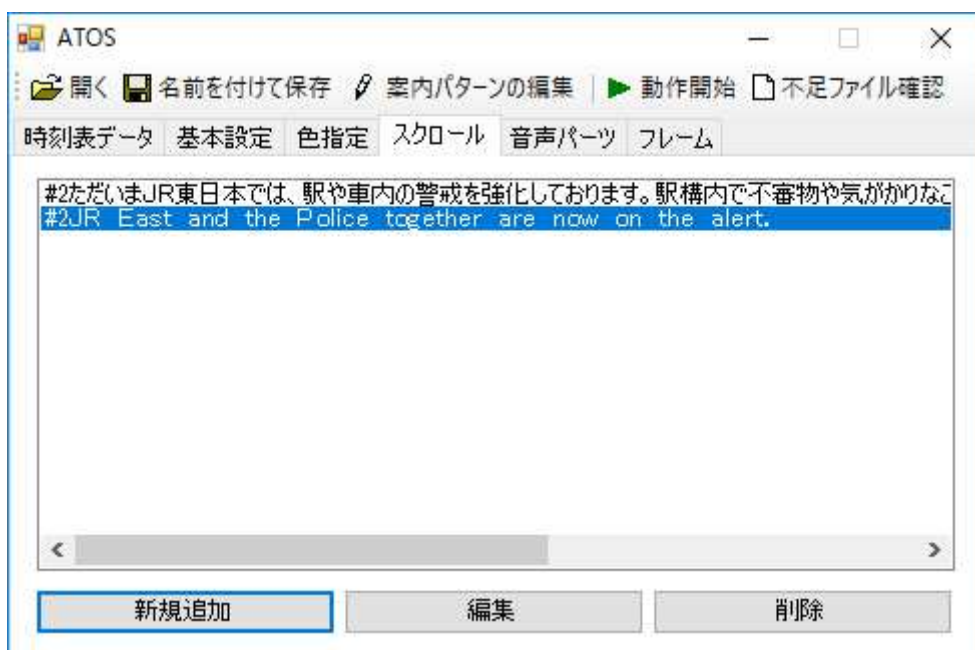 ATOS
開く 名前を付けて保存 案内パターンの編集 動作開始 不足ファイル確認
時刻表データ 基本設定 色指定 スクロール 音声パーツ フレーム
#2ただいまJR東日本では、駅や車内の警戒を強化しております。駅構内で不審物や気がかりなこ
#2JR East and the Police together are now on the alert.
新規追加 編集 削除